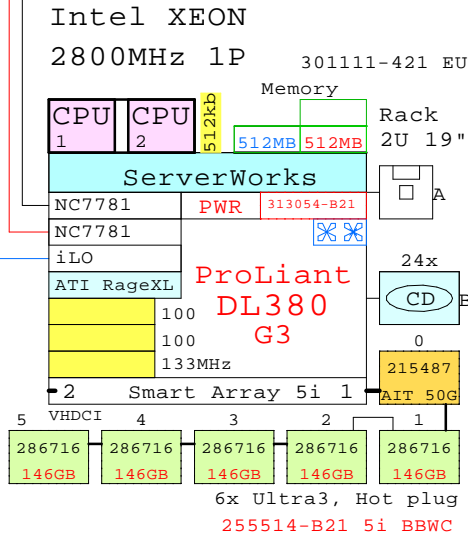 Intel XEON
2800MHz 1P
301111-421 EU
Memory
CPU
1
CPU
2
512kb
512MB
512MB
Rack
2U 19"
ServerWorks
NC7781
PWR
313054-B21
A
NC7781
iLO
ATI RageXL
ProLiant
DL380
G3
24x
CD
B
100
100
133MHz
0
215487
AIT 50G
2
Smart Array 5i
1
VHDCI
5
4
3
2
1
286716
146GB
286716
146GB
286716
146GB
286716
146GB
286716
146GB
6x Ultra3, Hot plug
255514-B21 5i BBWC